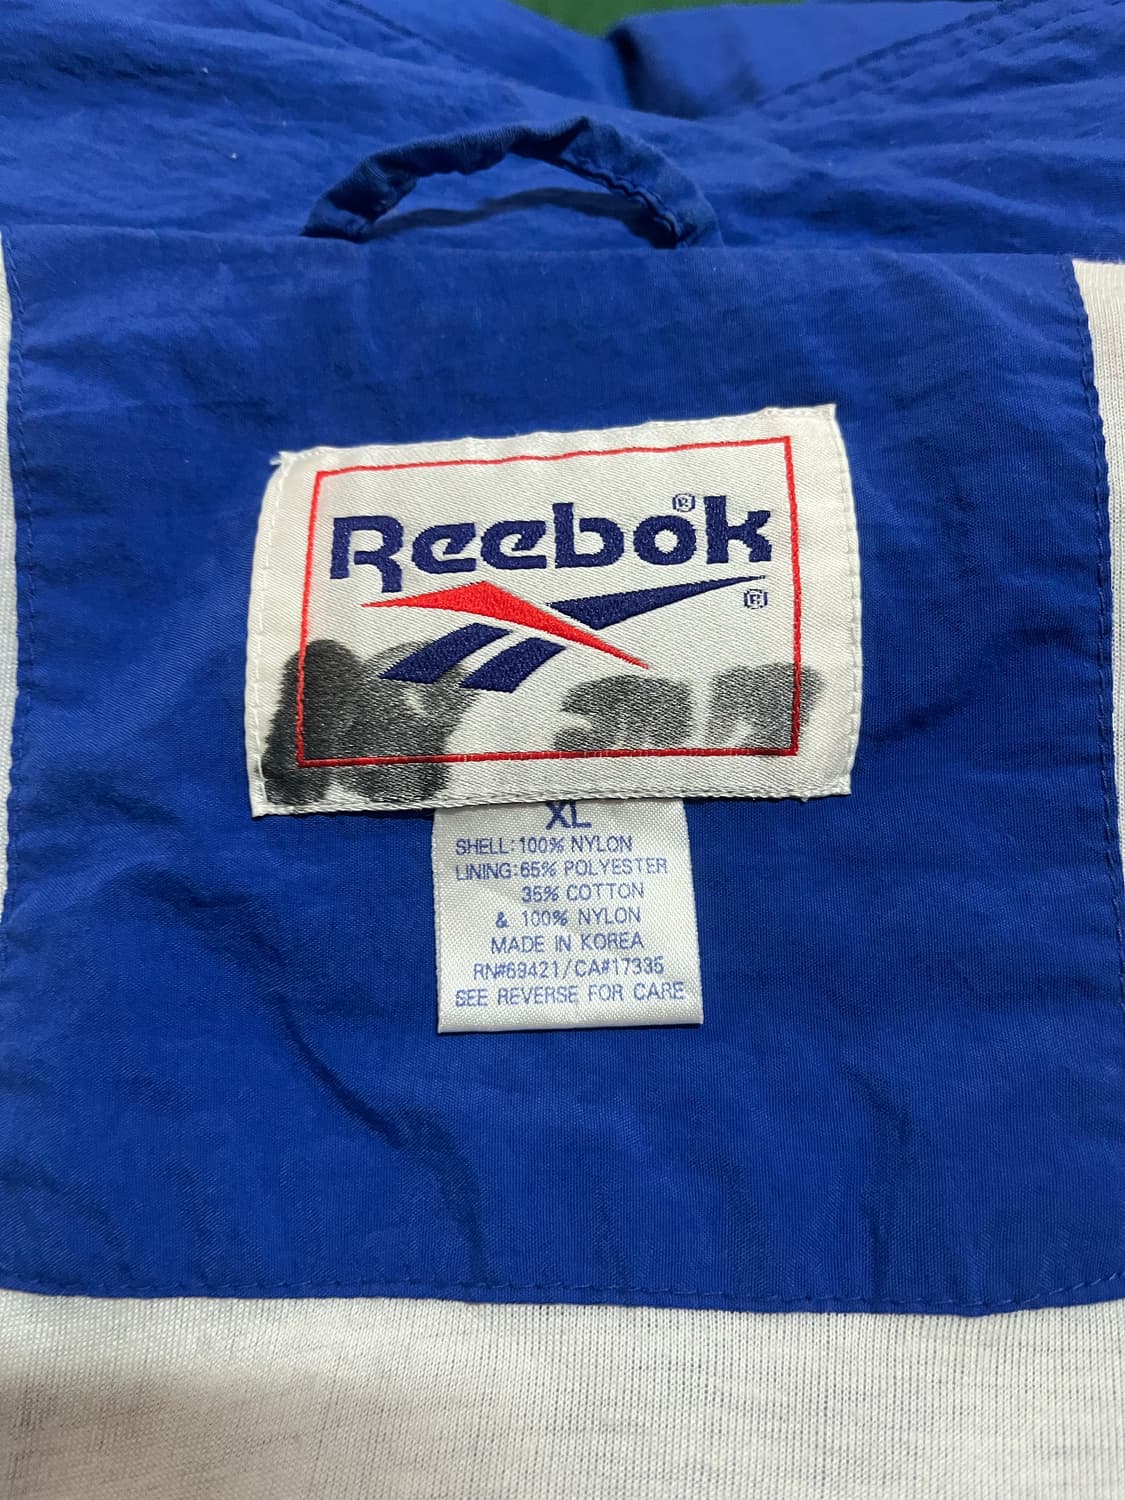 Reebok®
®
XL
SHELL:100% NYLON
LINING:65% POLYESTER
35% COTTON
& 100% NYLON
MADE IN KOREA
RN#69421/CA#17335
SEE REVERSE FOR CARE